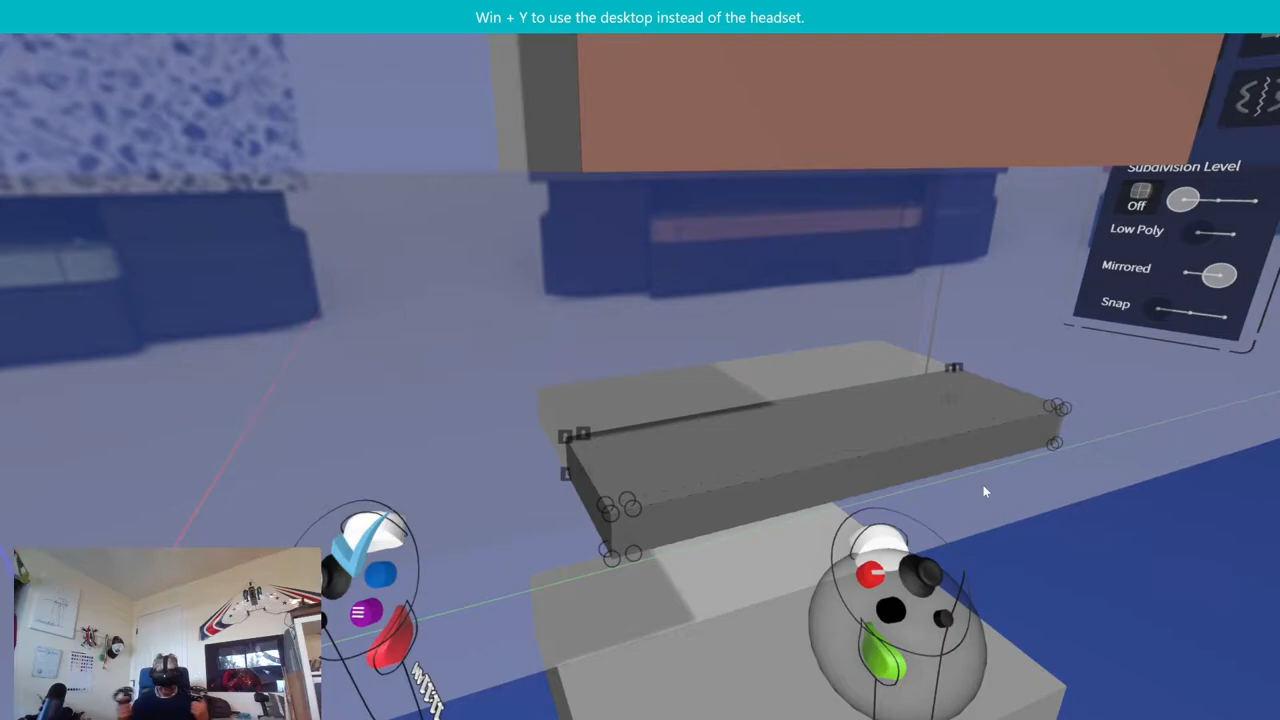 Win + Y to use the desktop instead of the headset.
Subdivision Level
Off
Low Poly
Mirrored
Snap